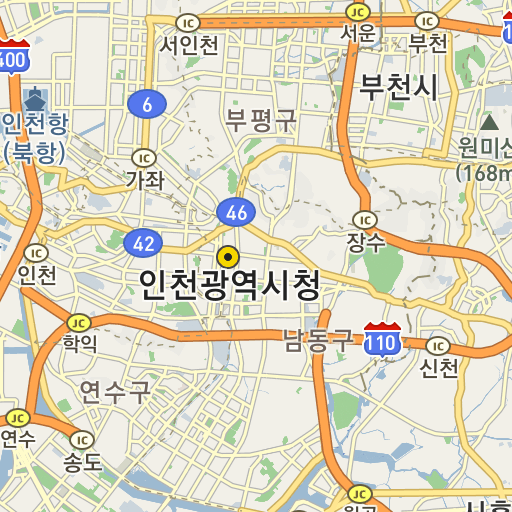 JC
IC
서인천
서운
부천
400
부천시
6
부평구
인천항
(북항)
IC
가좌
원미산
(168m
46
IC
장수
42
IC
인천
인천광역시청
JC
학익
남동구
110
IC
신천
연수구
JC
연수
IC
송도
JC